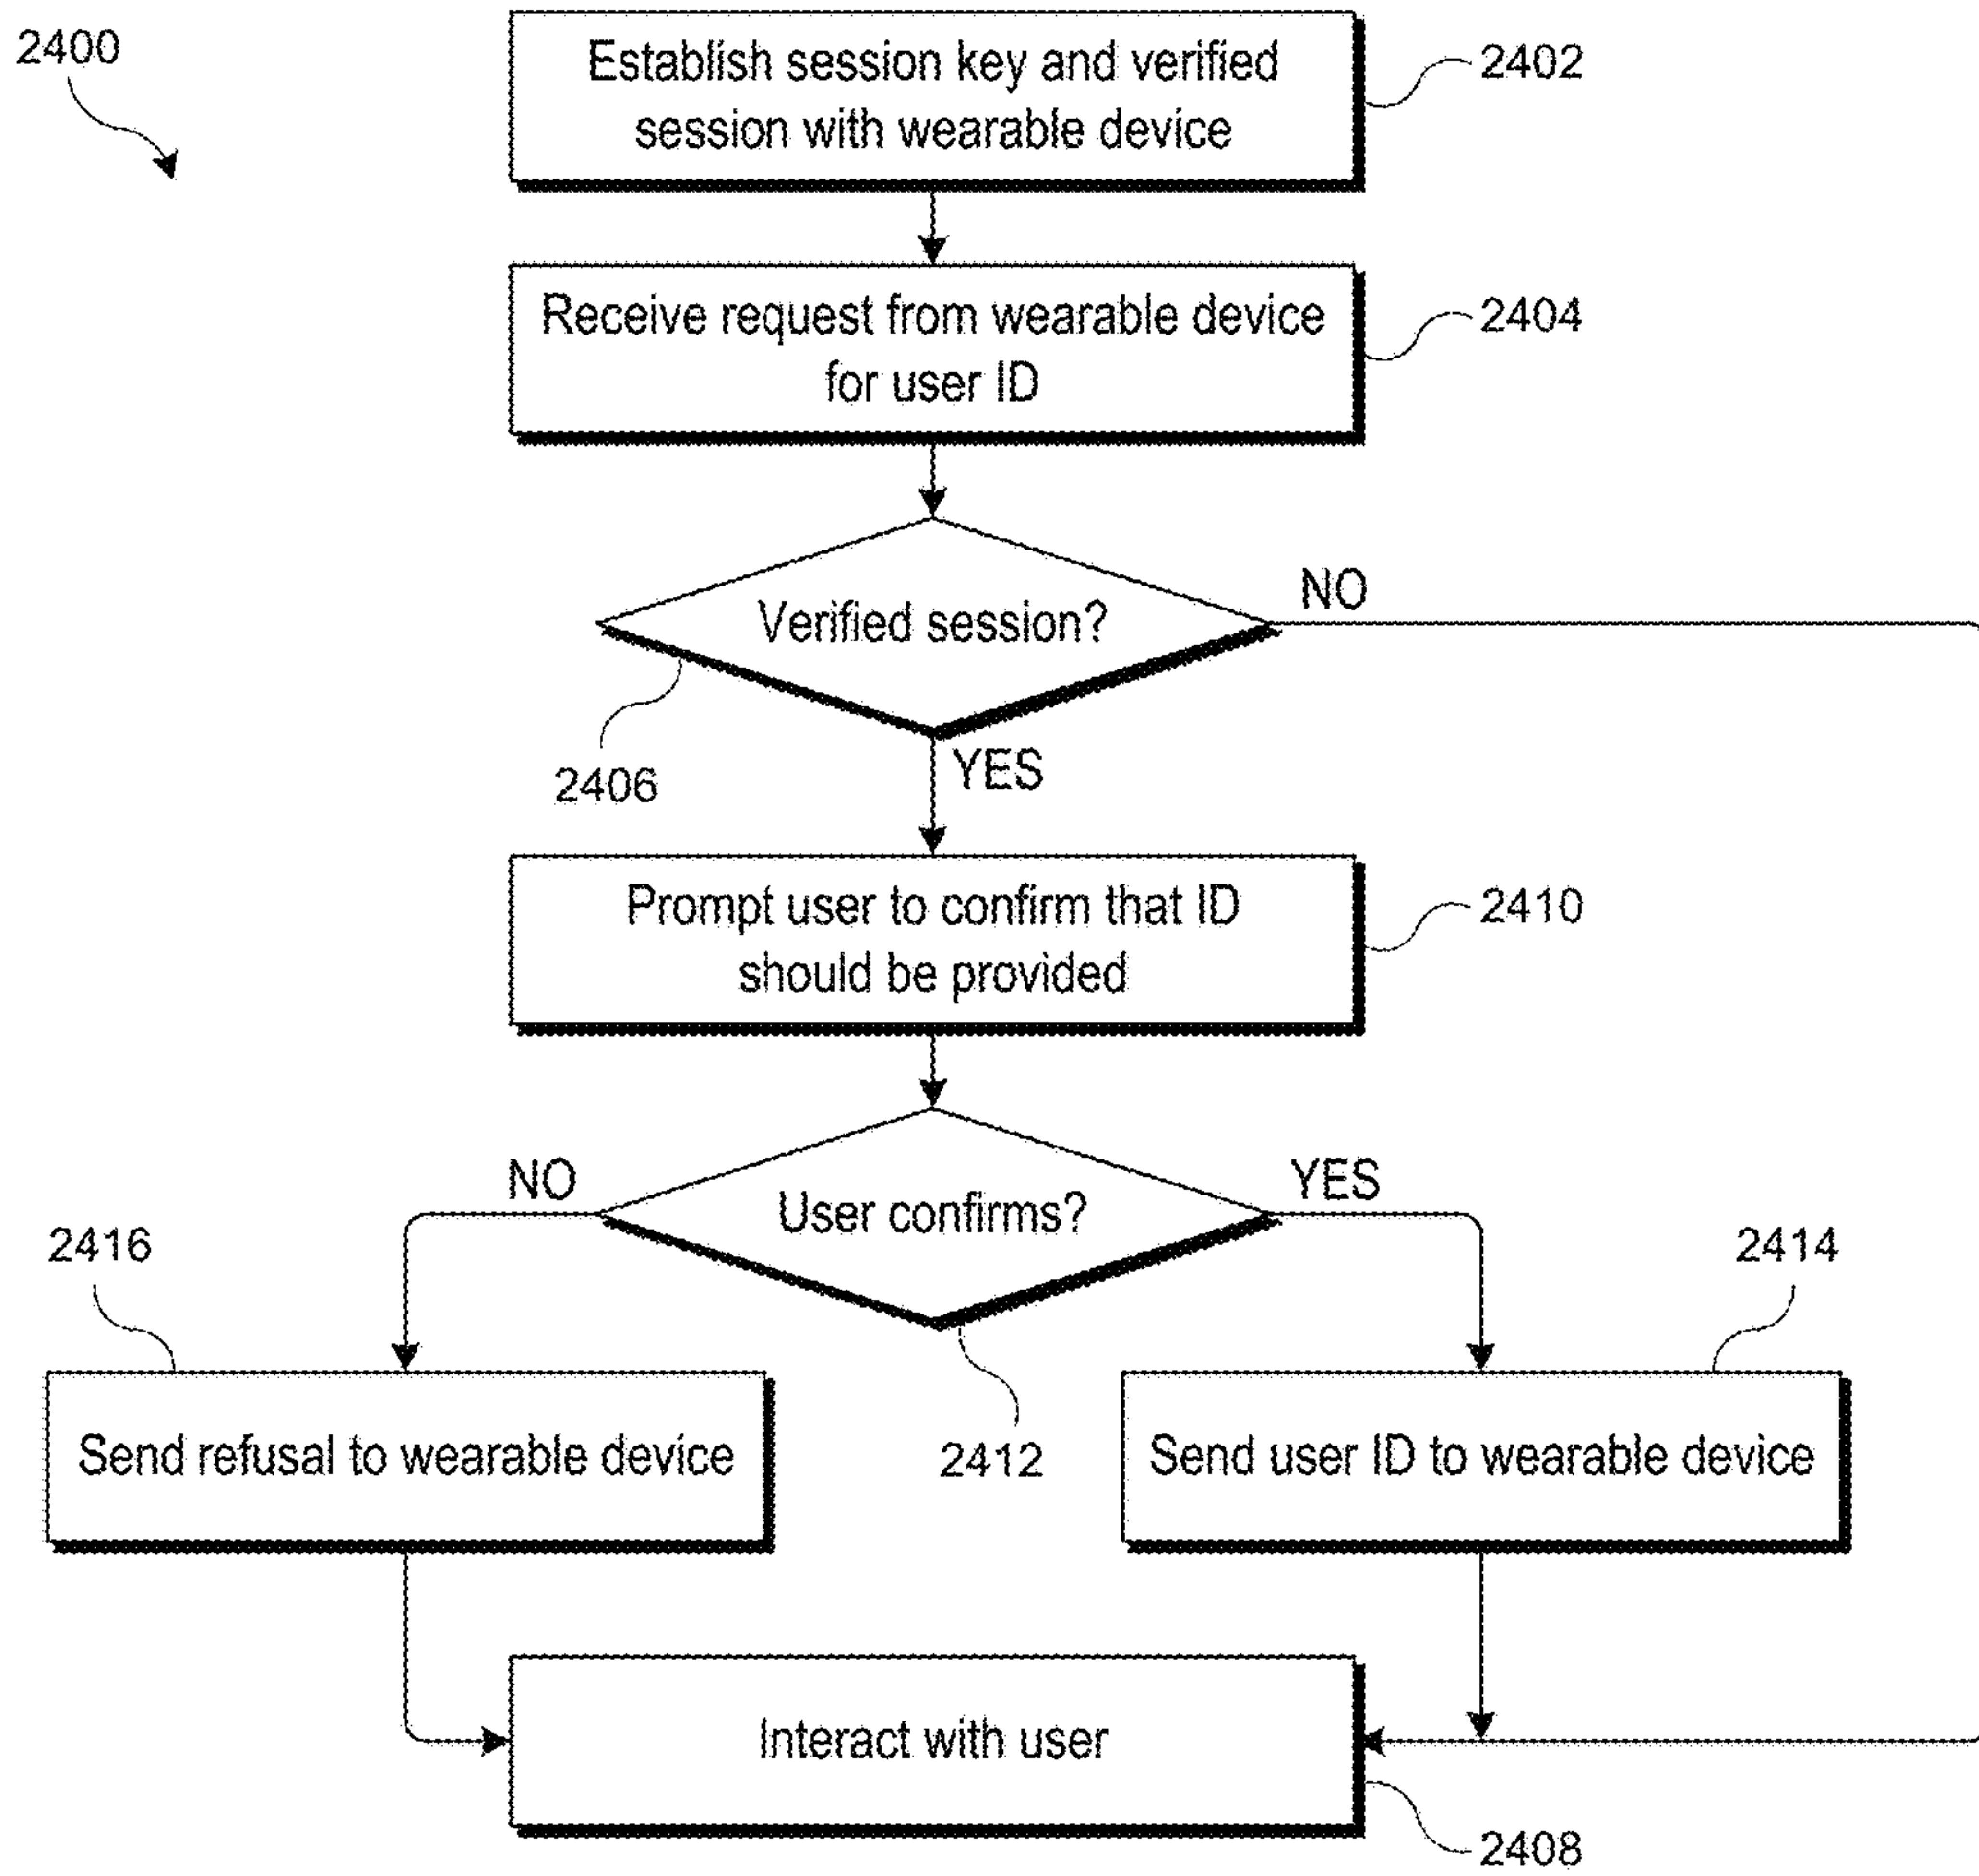 2400
Establish session key and verified
session with wearable device
2402
Receive request from wearable device
for user ID
2404
Verified session?
NO
2406
YES
Prompt user to confirm that ID
should be provided
2410
NO
User confirms?
YES
2416
2414
Send refusal to wearable device
2412
Send user ID to wearable device
Interact with user
2408